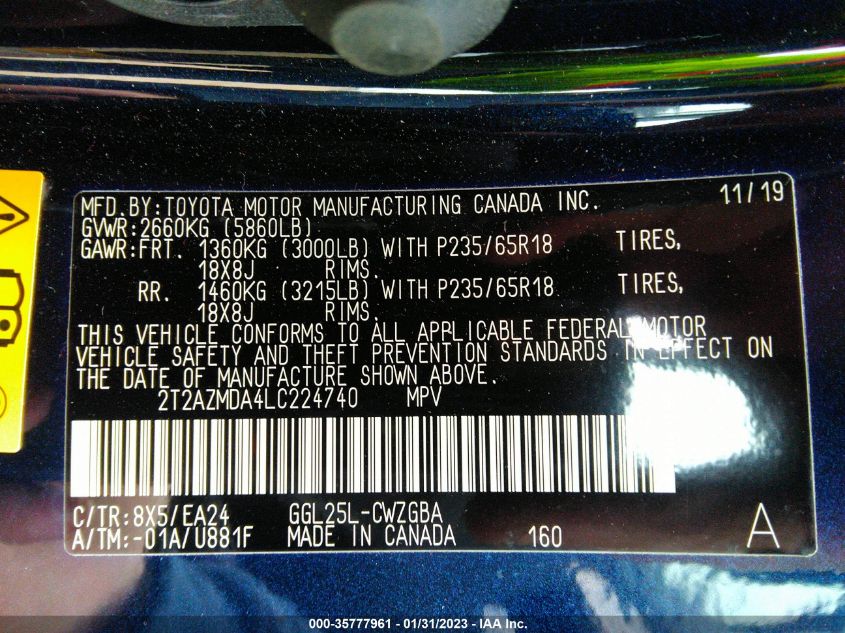 MFD.BY:TOYOTA MOTOR MANUFACTURING CANADA INC. 11/19
GVWR:2660KG (5860LB)
GAWR:FRT. 1360KG (3000LB) WITH P235/65R18 TIRES,
18X8J RIMS.
RR. 1460KG (3215LB) WITH P235/65R18 TIRES,
18X8J RIMS.
THIS VEHICLE CONFORMS TO ALL APPLICABLE FEDERAL MOTOR
VEHICLE SAFETY AND THEFT PREVENTION STANDARDS IN EFFECT ON
THE DATE OF MANUFACTURE SHOWN ABOVE.
2T2AZMDA4LC224740 MPV
C/TR:8X5/EA24 GGL25L-CWZGBA
A/TM:-01A/U881F MADE IN CANADA 160 A
000-35777961 - 01/31/2023 - IAA Inc.